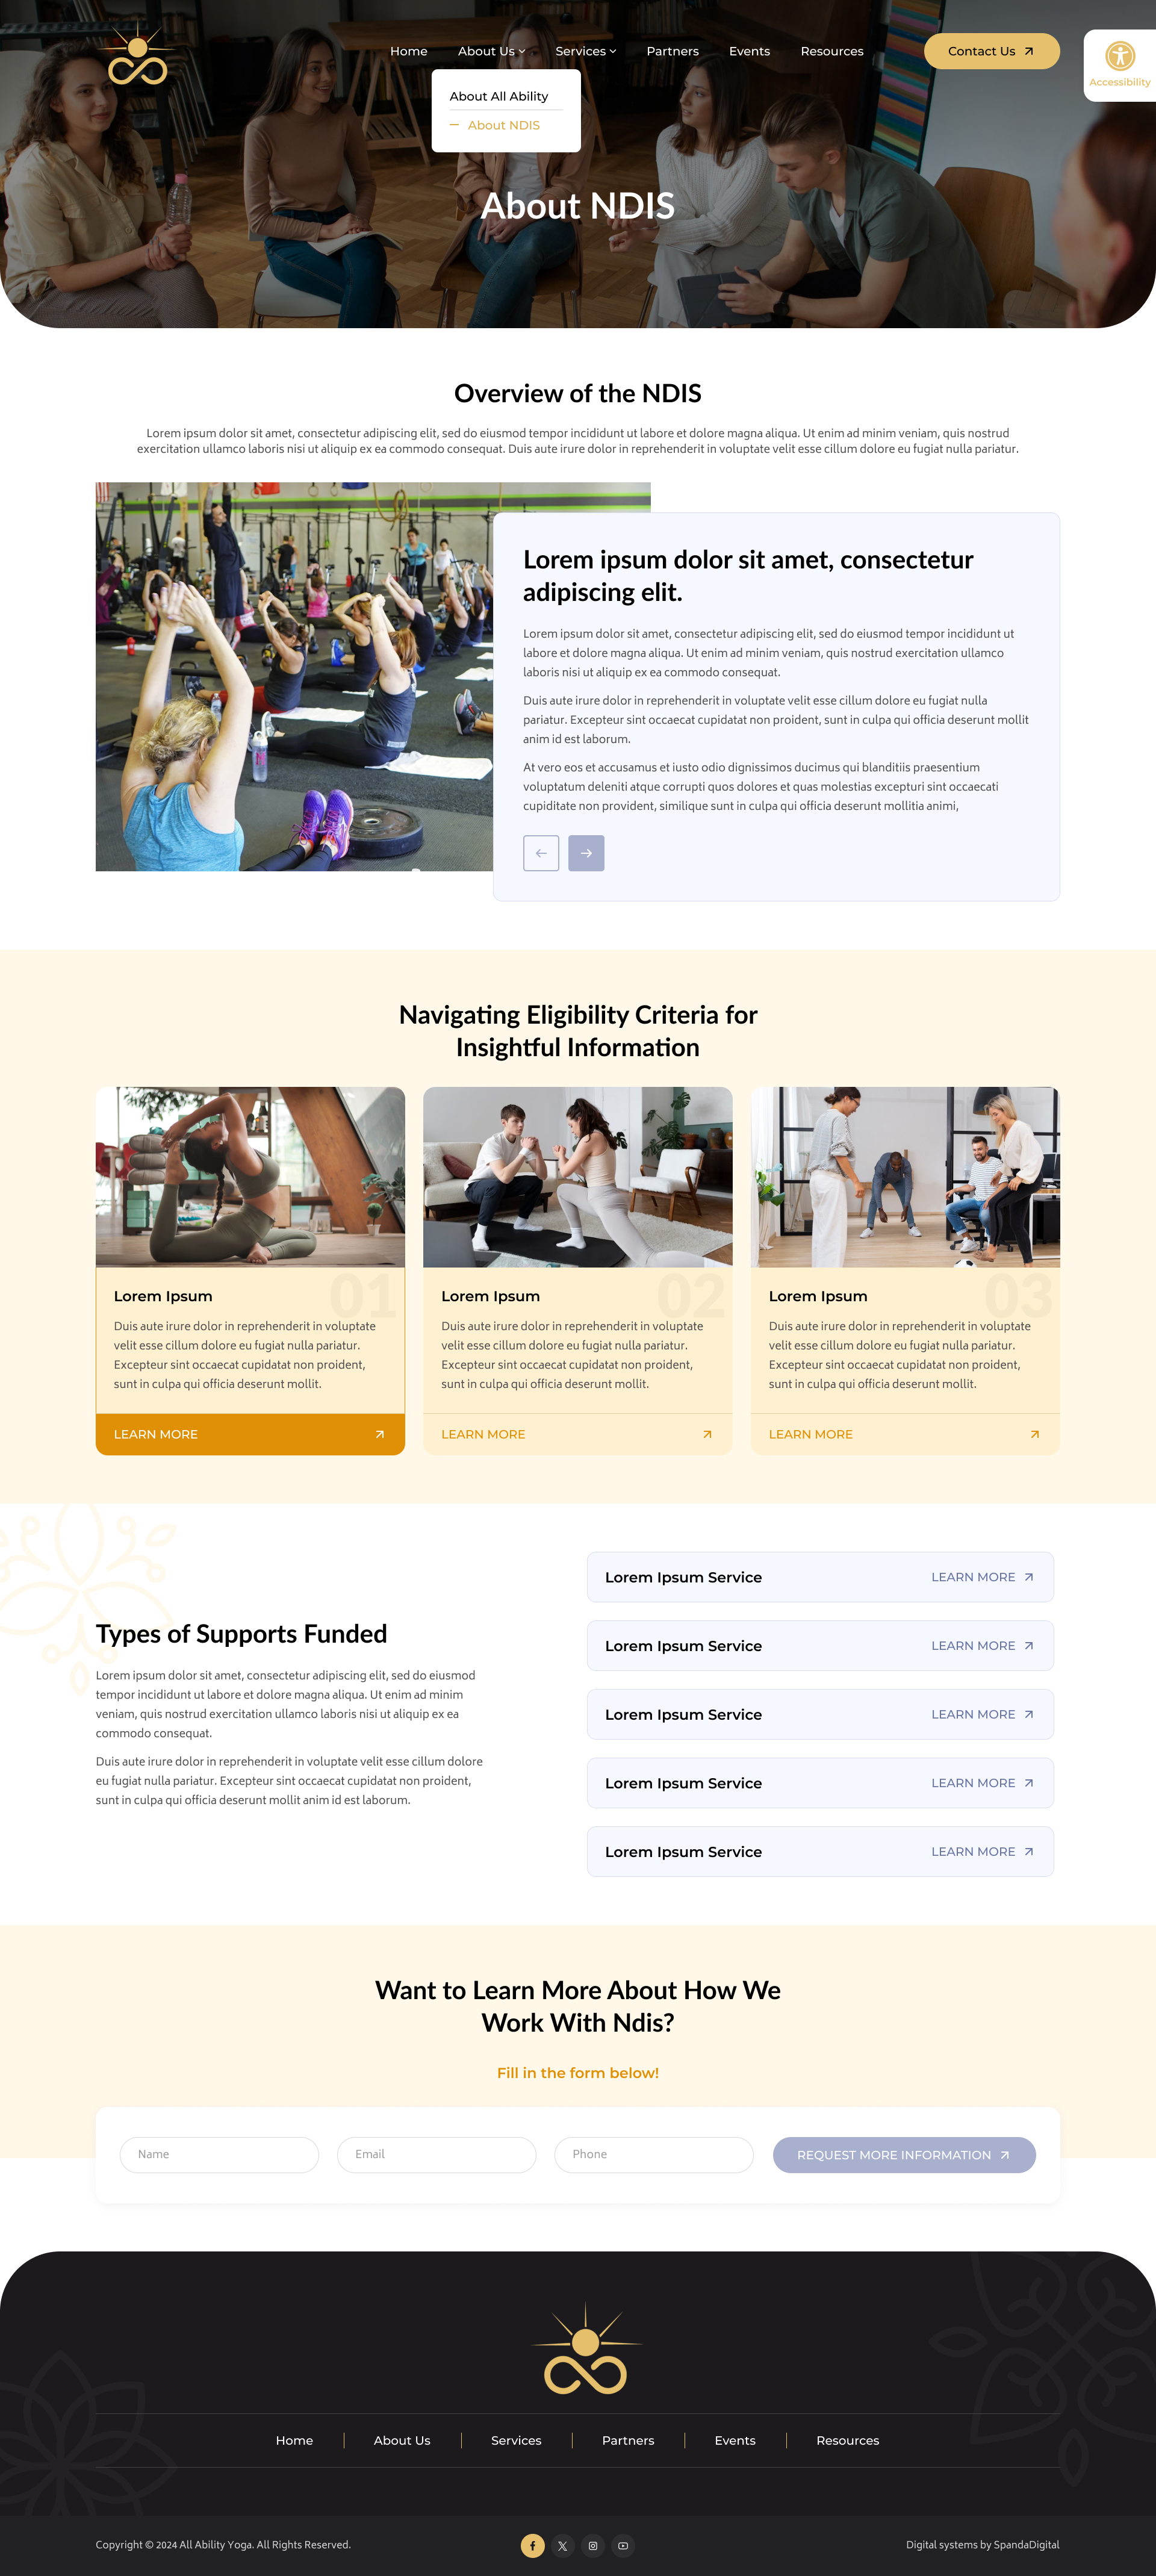 Home
About Us
Services
Partners
Events
Resources
Contact Us
Accessibility
About All Ability
About NDIS
About NDIS
Overview of the NDIS
Lorem ipsum dolor sit amet, consectetur adipiscing elit, sed do eiusmod tempor incididunt ut labore et dolore magna aliqua. Ut enim ad minim veniam, quis nostrud
exercitation ullamco laboris nisi ut aliquip ex ea commodo consequat. Duis aute irure dolor in reprehenderit in voluptate velit esse cillum dolore eu fugiat nulla pariatur.
Lorem ipsum dolor sit amet, consectetur
adipiscing elit.
Lorem ipsum dolor sit amet, consectetur adipiscing elit, sed do eiusmod tempor incididunt ut
labore et dolore magna aliqua. Ut enim ad minim veniam, quis nostrud exercitation ullamco
laboris nisi ut aliquip ex ea commodo consequat.
Duis aute irure dolor in reprehenderit in voluptate velit esse cillum dolore eu fugiat nulla
pariatur. Excepteur sint occaecat cupidatat non proident, sunt in culpa qui officia deserunt mollit
anim id est laborum.
At vero eos et accusamus et iusto odio dignissimos ducimus qui blanditiis praesentium
voluptatum deleniti atque corrupti quos dolores et quas molestias excepturi sint occaecati
cupiditate non provident, similique sunt in culpa qui officia deserunt mollitia animi,
Navigating Eligibility Criteria for
Insightful Information
01
Lorem Ipsum
Duis aute irure dolor in reprehenderit in voluptate
velit esse cillum dolore eu fugiat nulla pariatur.
Excepteur sint occaecat cupidatat non proident,
sunt in culpa qui officia deserunt mollit.
LEARN MORE
02
Lorem Ipsum
Duis aute irure dolor in reprehenderit in voluptate
velit esse cillum dolore eu fugiat nulla pariatur.
Excepteur sint occaecat cupidatat non proident,
sunt in culpa qui officia deserunt mollit.
LEARN MORE
03
Lorem Ipsum
Duis aute irure dolor in reprehenderit in voluptate
velit esse cillum dolore eu fugiat nulla pariatur.
Excepteur sint occaecat cupidatat non proident,
sunt in culpa qui officia deserunt mollit.
LEARN MORE
Types of Supports Funded
Lorem ipsum dolor sit amet, consectetur adipiscing elit, sed do eiusmod
tempor incididunt ut labore et dolore magna aliqua. Ut enim ad minim
veniam, quis nostrud exercitation ullamco laboris nisi ut aliquip ex ea
commodo consequat.
Duis aute irure dolor in reprehenderit in voluptate velit esse cillum dolore
eu fugiat nulla pariatur. Excepteur sint occaecat cupidatat non proident,
sunt in culpa qui officia deserunt mollit anim id est laborum.
Lorem Ipsum Service LEARN MORE
Lorem Ipsum Service LEARN MORE
Lorem Ipsum Service LEARN MORE
Lorem Ipsum Service LEARN MORE
Lorem Ipsum Service LEARN MORE
Want to Learn More About How We
Work With Ndis?
Fill in the form below!
Name
Email
Phone
REQUEST MORE INFORMATION
Home
About Us
Services
Partners
Events
Resources
Copyright © 2024 All Ability Yoga. All Rights Reserved.
Digital systems by SpandaDigital